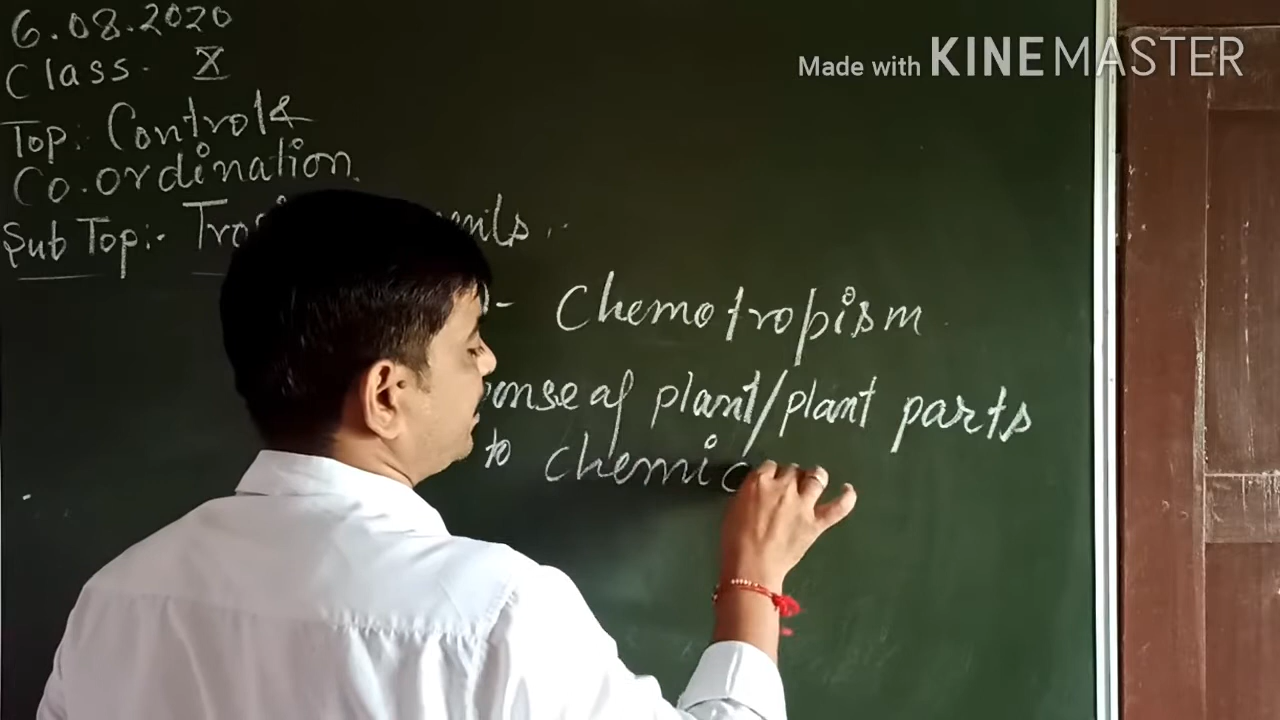 6.08.2020
Made with KINEMASTER
Class- X
Top:- Control &
Co.ordination.
Sub Top:-
- Chemotropism
of plant/plant parts
to chemic